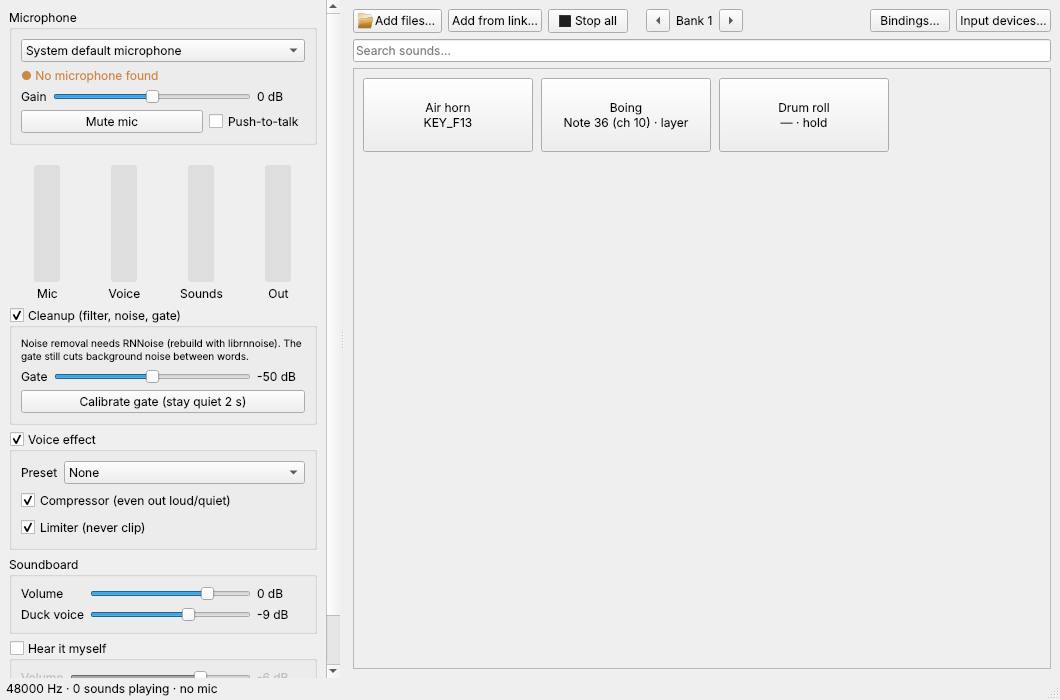 Microphone
System default microphone
No microphone found
Gain 0 dB
Mute mic Push-to-talk
Mic Voice Sounds Out
Cleanup (filter, noise, gate)
Noise removal needs RNNoise (rebuild with librnnoise). The
gate still cuts background noise between words.
Gate -50 dB
Calibrate gate (stay quiet 2 s)
Voice effect
Preset None
Compressor (even out loud/quiet)
Limiter (never clip)
Soundboard
Volume 0 dB
Duck voice -9 dB
Hear it myself
Volume -6 dB
Add files... Add from link... Stop all Bank 1 Bindings... Input devices...
Search sounds...
Air horn
KEY_F13
Boing
Note 36 (ch 10) · layer
Drum roll
— · hold
48000 Hz · 0 sounds playing · no mic